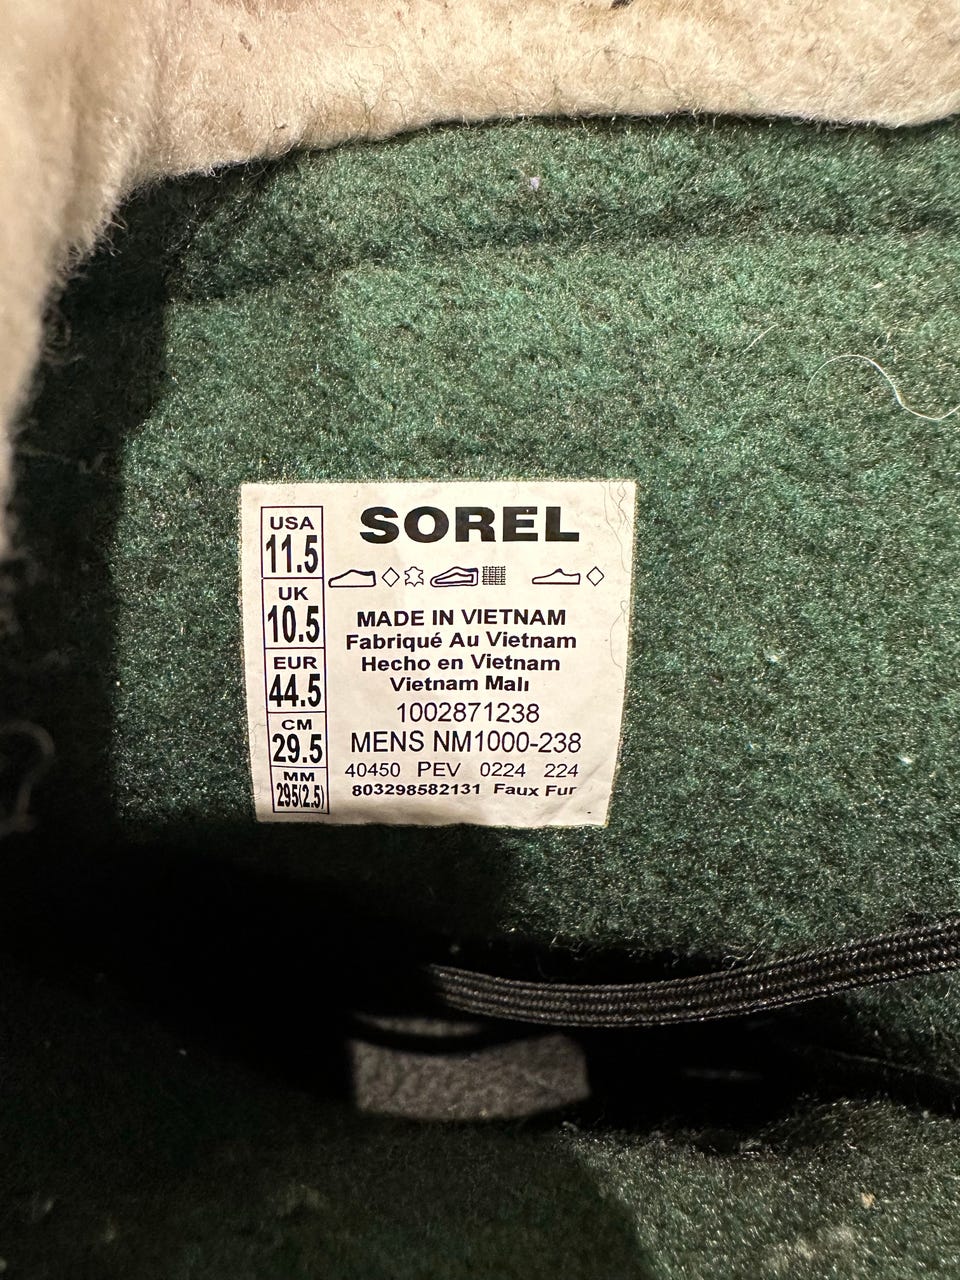 USA
11.5
UK
10.5
EUR
44.5
CM
29.5
MM
295(2.5)
SOREL
MADE IN VIETNAM
Fabriqué Au Vietnam
Hecho en Vietnam
Vietnam Malı
1002871238
MENS NM1000-238
40450 PEV 0224 224
803298582131 Faux Fur